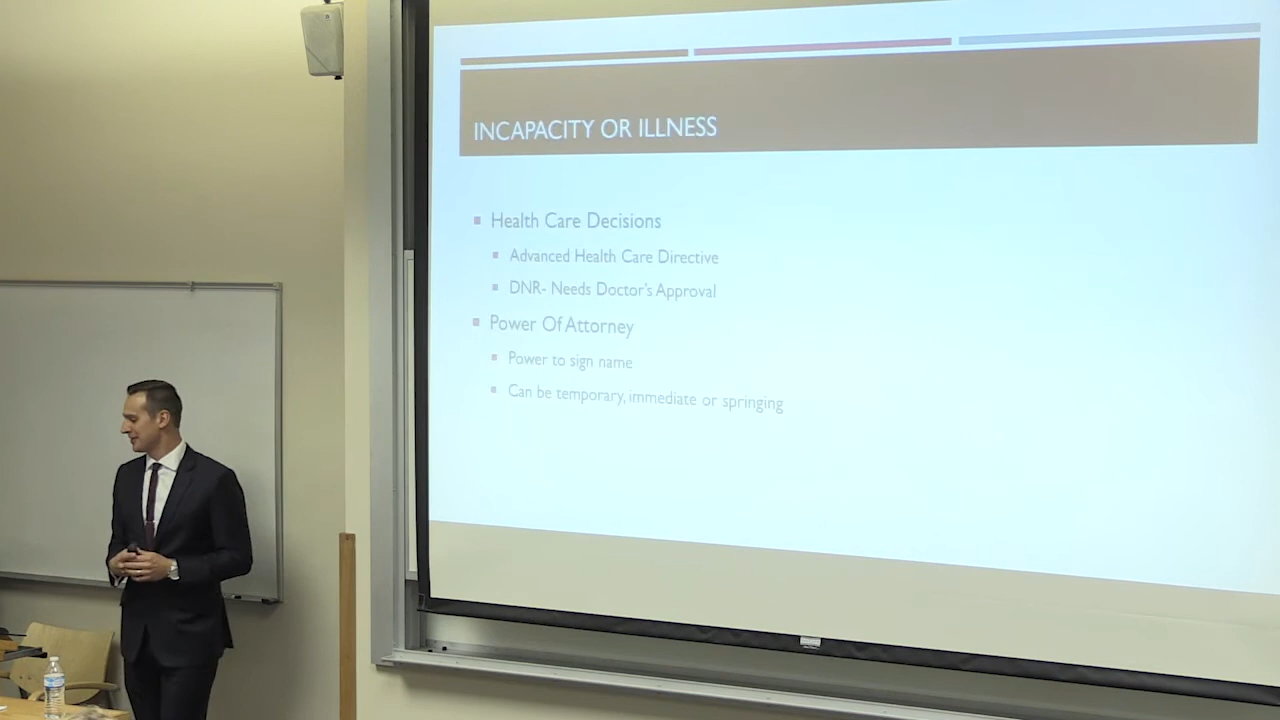 INCAPACITY OR ILLNESS
Health Care Decisions
Advanced Health Care Directive
DNR- Needs Doctor's Approval
Power Of Attorney
Power to sign name
Can be temporary, immediate or springing